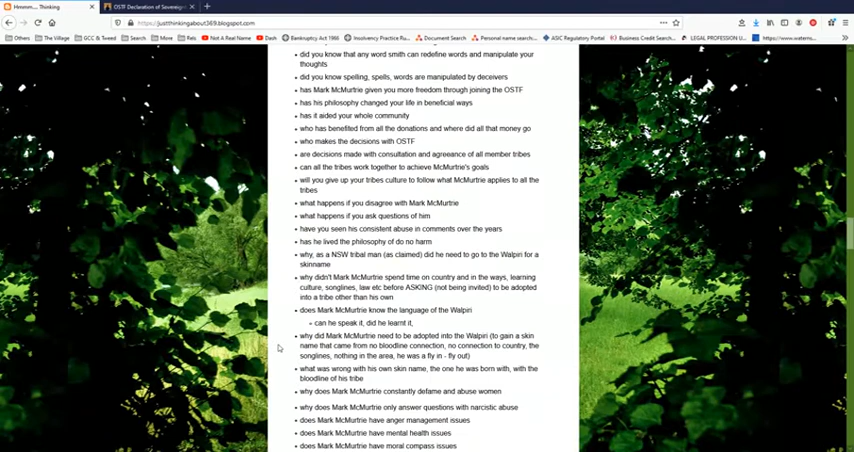 Hmmm.... Thinking
OSTF Declaration of Sovereignt
https://justthinkingabout369.blogspot.com
Others
The Village
GCC & Tweed
Search
More
Rels
Not A Real Name
Dash
Bankruptcy Act 1966
Insolvency Practice Ru
Document Search
Personal name search
ASIC Regulatory Portal
Business Credit Search
LEGAL PROFESSION U
https://www.waterns
• did you know that any word smith can redefine words and manipulate your
thoughts
• did you know spelling, spells, words are manipulated by deceivers
• has Mark McMurtrie given you more freedom through joining the OSTF
• has his philosophy changed your life in beneficial ways
• has it aided your whole community
• who has benefited from all the donations and where did all that money go
• who makes the decisions with OSTF
• are decisions made with consultation and agreeance of all member tribes
• can all the tribes work together to achieve McMurtrie's goals
• will you give up your tribes culture to follow what McMurtrie applies to all the
tribes
• what happens if you disagree with Mark McMurtrie
• what happens if you ask questions of him
• have you seen his consistent abuse in comments over the years
• has he lived the philosophy of do no harm
• why, as a NSW tribal man (as claimed) did he need to go to the Walpiri for a
skinname
• why didn't Mark McMurtrie spend time on country and in the ways, learning
culture, songlines, law etc before ASKING (not being invited) to be adopted
into a tribe other than his own
• does Mark McMurtrie know the language of the Walpiri
◦ can he speak it, did he learnt it,
• why did Mark McMurtrie need to be adopted into the Walpiri (to gain a skin
name that came from no bloodline connection, no connection to country, the
songlines, nothing in the area, he was a fly in - fly out)
• what was wrong with his own skin name, the one he was born with, with the
bloodline of his tribe
• why does Mark McMurtrie constantly defame and abuse women
• why does Mark McMurtrie only answer questions with narcistic abuse
• does Mark McMurtrie have anger management issues
• does Mark McMurtrie have mental health issues
• does Mark McMurtrie have moral compass issues